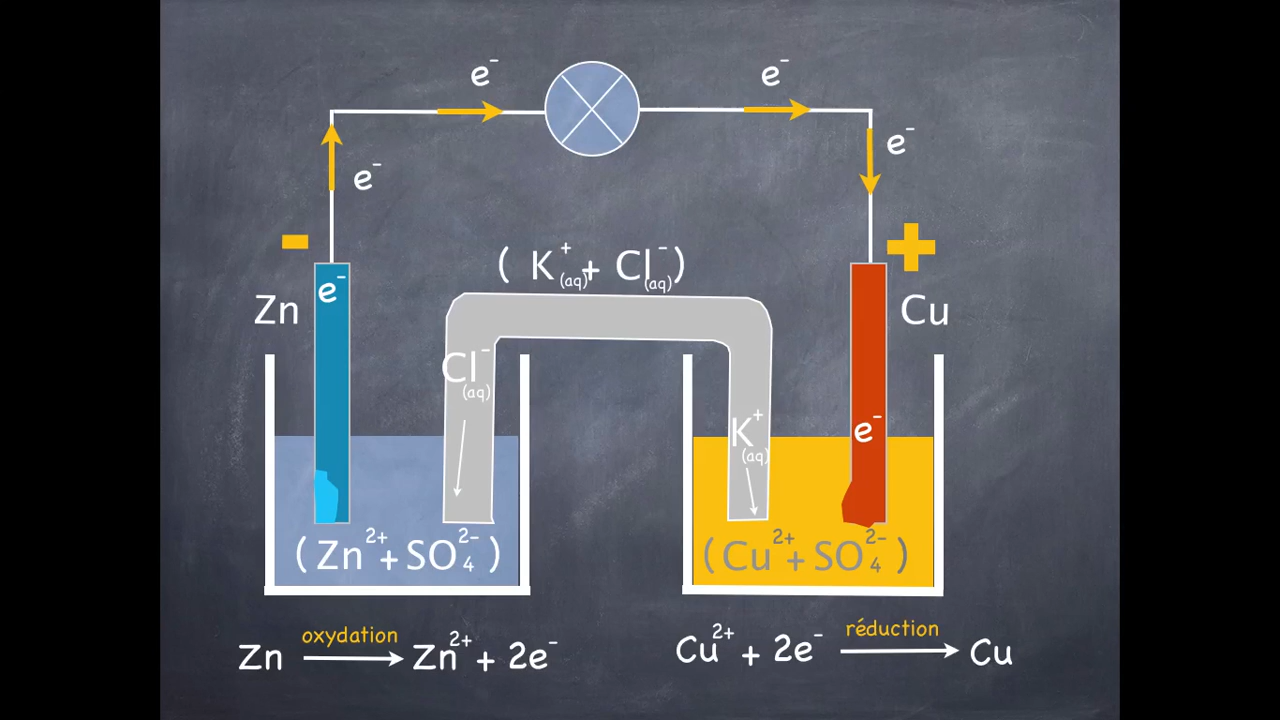 e⁻ e⁻
e⁻ e⁻
- +
( K⁺(aq) + Cl⁻(aq) )
e⁻
Zn Cu
Cl⁻(aq)
K⁺(aq) e⁻
( Zn²⁺ + SO₄²⁻ ) ( Cu²⁺ + SO₄²⁻ )
oxydation réduction
Zn → Zn²⁺ + 2e⁻ Cu²⁺ + 2e⁻ → Cu